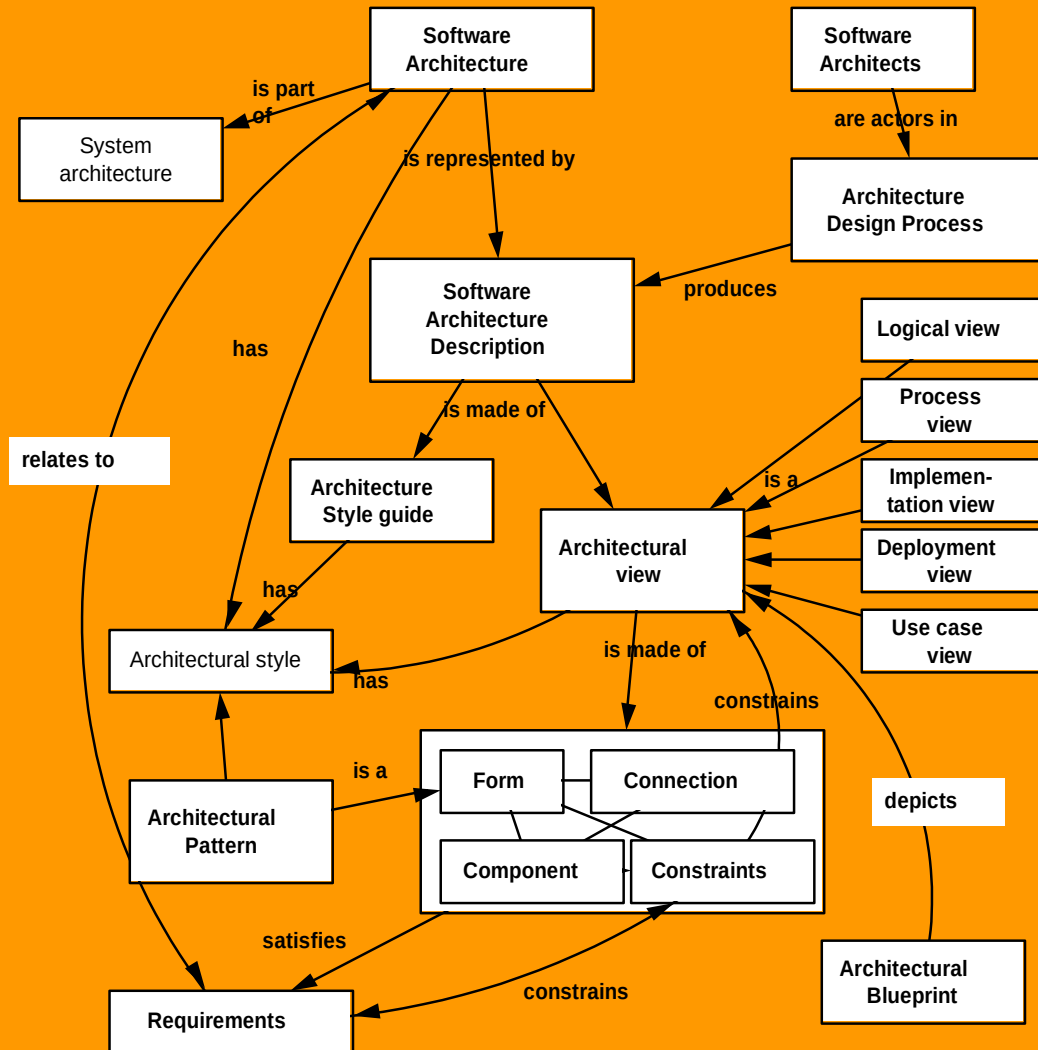 Software
Architecture
Software
Architects
is part
of
are actors in
System
architecture
is represented by
Architecture
Design Process
Software
Architecture
Description
produces
Logical view
has
Process
view
is made of
relates to
Architecture
Style guide
is a
Implemen-
tation view
Architectural
view
Deployment
view
has
Use case
view
Architectural style
is made of
has
constrains
is a
Form
Connection
depicts
Architectural
Pattern
Component
Constraints
satisfies
Architectural
Blueprint
constrains
Requirements